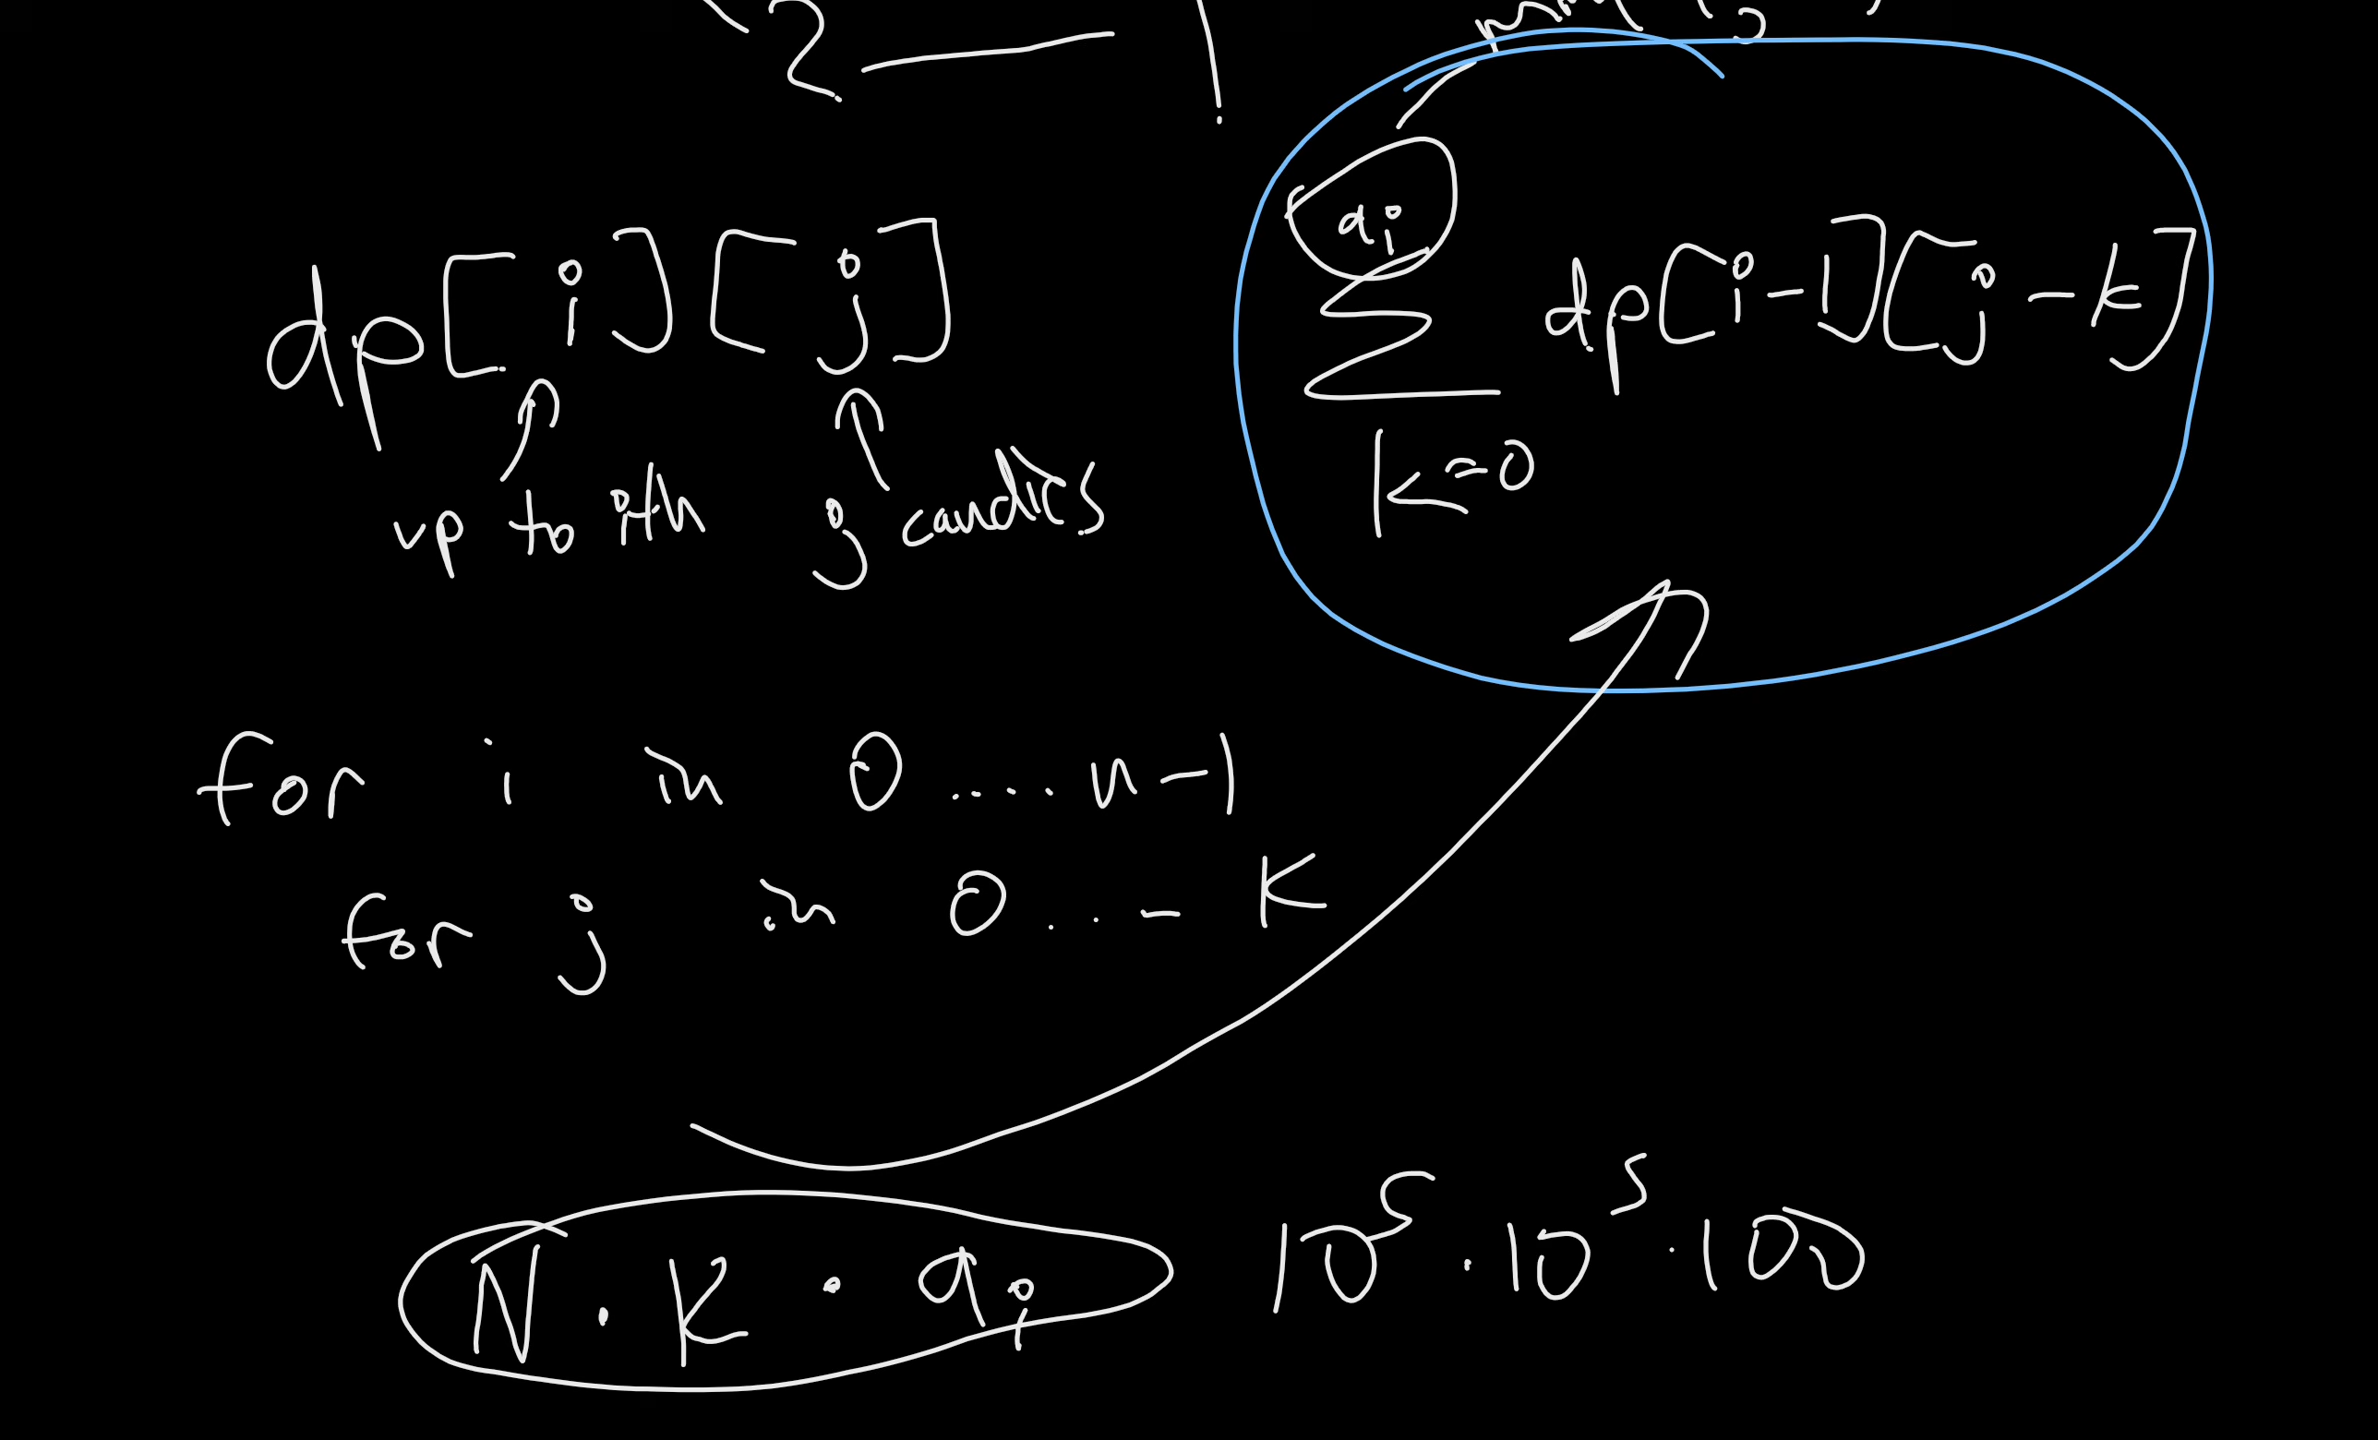 2
dp[i][j]
up to ith
j candies
a_i
Σ dp[i-1][j-k]
k=0
for i in 0....n-1
for j in 0...- K
N · K · a_i
10^5 · 10^5 · 100